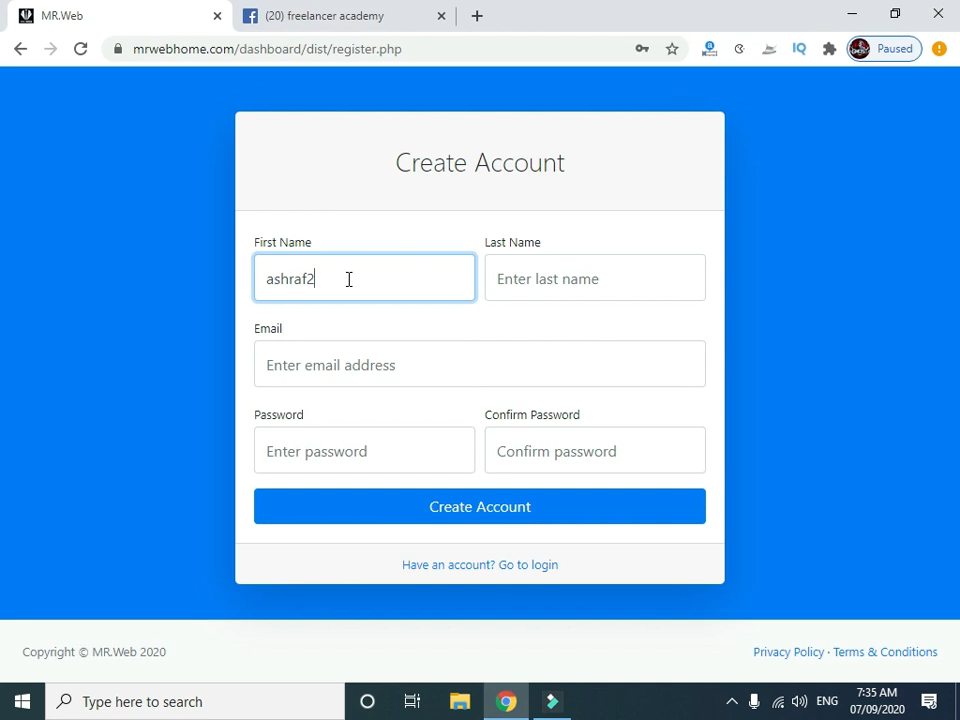 MR.Web
(20) freelancer academy
mrwebhome.com/dashboard/dist/register.php
IQ
Paused
Create Account
First Name
Last Name
ashraf2
Enter last name
Email
Enter email address
Password
Confirm Password
Enter password
Confirm password
Create Account
Have an account? Go to login
Copyright © MR.Web 2020
Privacy Policy · Terms & Conditions
Type here to search
ENG
7:35 AM
07/09/2020